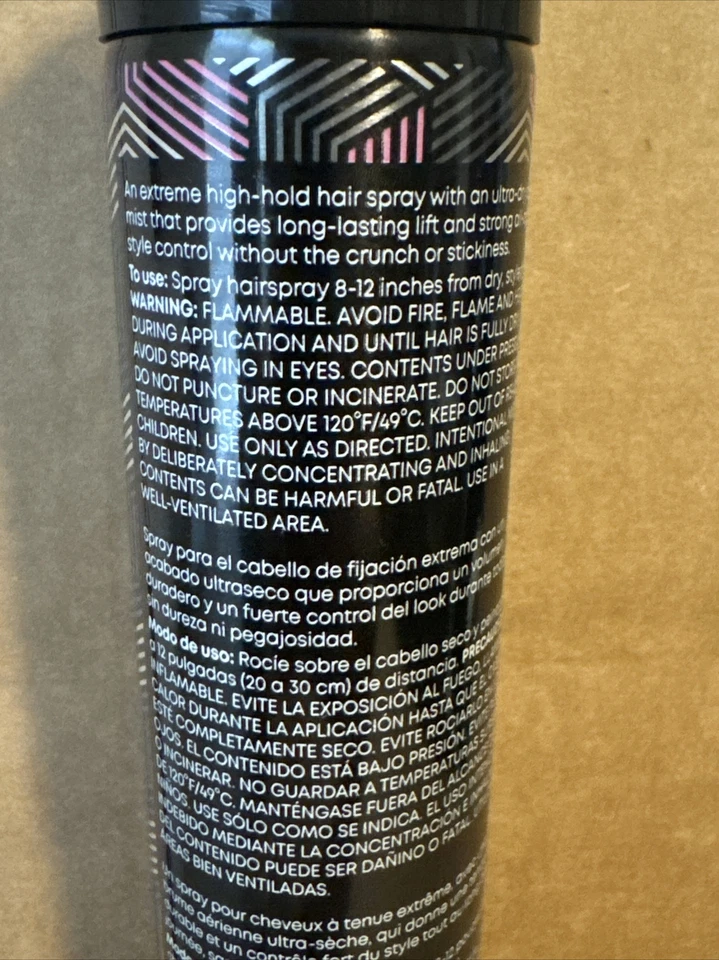 An extreme high-hold hair spray with an ultra-
mist that provides long-lasting lift and strong
style control without the crunch or stickiness.
To use: Spray hairspray 8-12 inches from dry,
WARNING: FLAMMABLE. AVOID FIRE, FLAME AND
DURING APPLICATION AND UNTIL HAIR IS FULLY
AVOID SPRAYING IN EYES. CONTENTS UNDER
DO NOT PUNCTURE OR INCINERATE. DO NOT
TEMPERATURES ABOVE 120°F/49°C. KEEP OUT OF
CHILDREN. USE ONLY AS DIRECTED. INTENTIONAL
BY DELIBERATELY CONCENTRATING AND INHALING
CONTENTS CAN BE HARMFUL OR FATAL. USE IN A
WELL-VENTILATED AREA.
Spray para el cabello de fijación extrema con
acabado ultraseco que proporciona un
duradero y un fuerte control del look durante
sin dureza ni pegajosidad.
Modo de uso: Rocíe sobre el cabello seco y
a 12 pulgadas (20 a 30 cm) de distancia.
INFLAMABLE. EVITE LA EXPOSICIÓN AL FUEGO,
CALOR DURANTE LA APLICACIÓN HASTA QUE EL
ESTÉ COMPLETAMENTE SECO. EVITE ROCIARLO
OJOS. EL CONTENIDO ESTÁ BAJO PRESIÓN.
O INCINERAR. NO GUARDAR A TEMPERATURAS
DE 120°F/49°C. MANTÉNGASE FUERA DEL
NIÑOS. USE SÓLO COMO SE INDICA. EL USO
INDEBIDO MEDIANTE LA CONCENTRACIÓN E
DEL CONTENIDO PUEDE SER DAÑINO O FATAL.
ÁREAS BIEN VENTILADAS.
Un spray pour cheveux à tenue extrême, avec
brume aérienne ultra-sèche, qui donne une
durable et un contrôle fort du style tout au
journée,